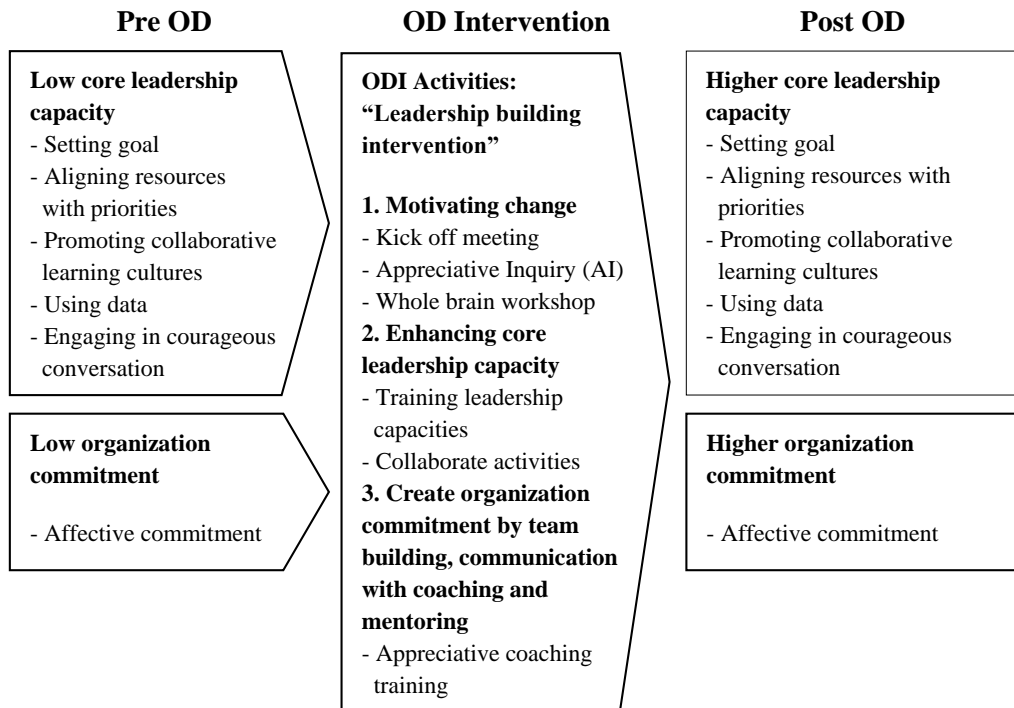 Pre OD
OD Intervention
Post OD
Low core leadership
capacity
- Setting goal
- Aligning resources
with priorities
- Promoting collaborative
learning cultures
- Using data
- Engaging in courageous
conversation
Low organization
commitment
- Affective commitment
ODI Activities:
“Leadership building
intervention”
1. Motivating change
- Kick off meeting
- Appreciative Inquiry (AI)
- Whole brain workshop
2. Enhancing core
leadership capacity
- Training leadership
capacities
- Collaborate activities
3. Create organization
commitment by team
building, communication
with coaching and
mentoring
- Appreciative coaching
training
Higher core leadership
capacity
- Setting goal
- Aligning resources with
priorities
- Promoting collaborative
learning cultures
- Using data
- Engaging in courageous
conversation
Higher organization
commitment
- Affective commitment